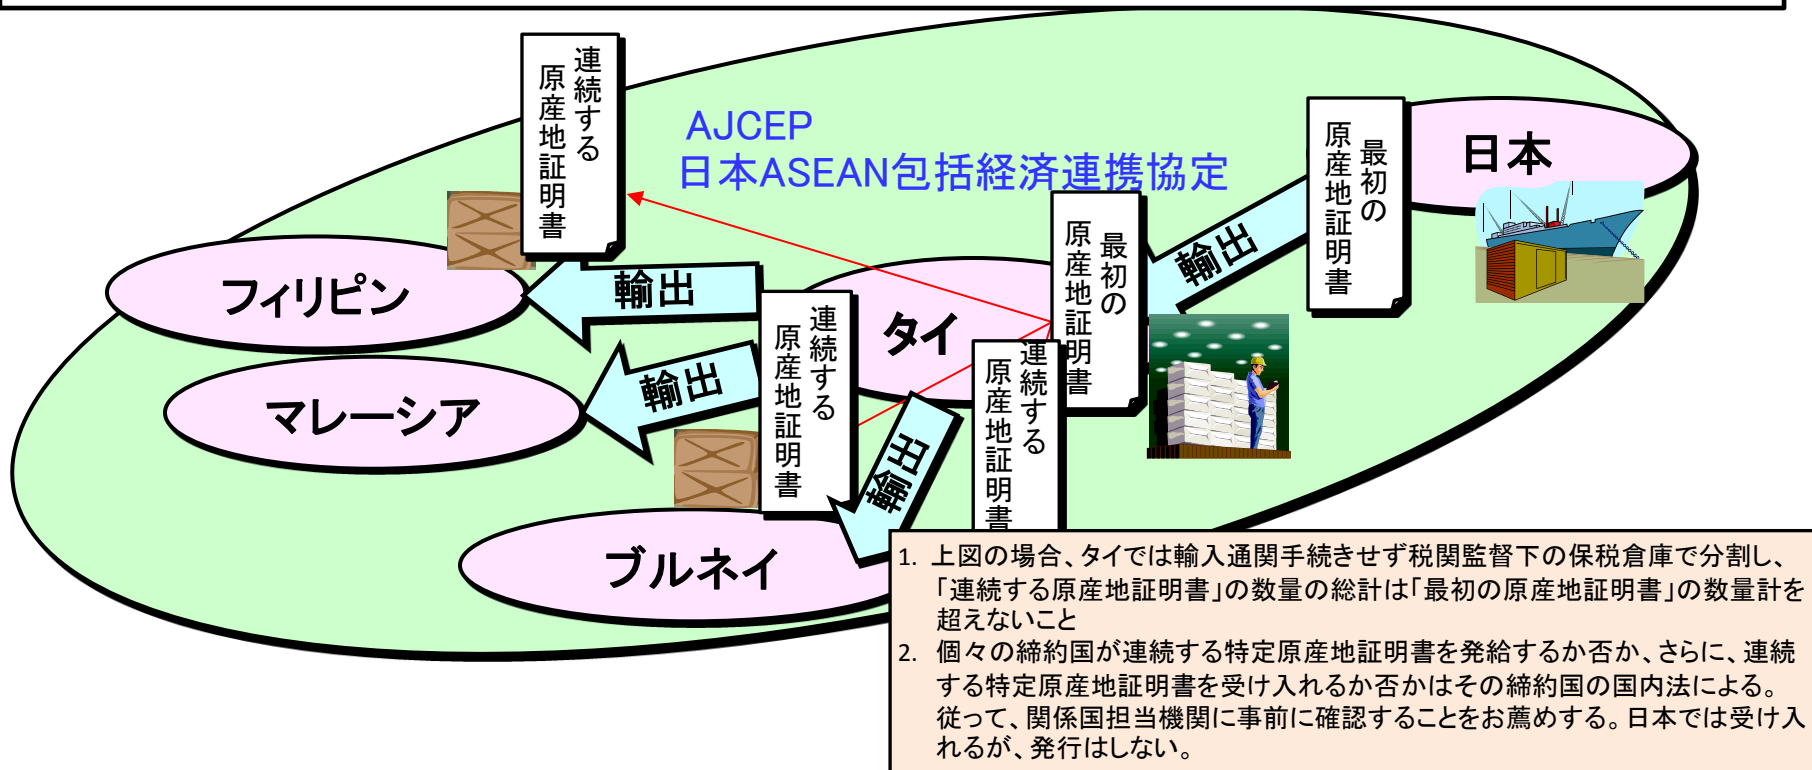 連続する
原産地証明書
AJCEP
日本ASEAN包括経済連携協定
最初の
原産地証明書
日本
輸出
最初の
原産地証明書
フィリピン
輸出
タイ
連続する
原産地証明書
輸出
マレーシア
連続する
原産地証明書
輸出
ブルネイ
1. 上図の場合、タイでは輸入通関手続きせず税関監督下の保税倉庫で分割し、
「連続する原産地証明書」の数量の総計は「最初の原産地証明書」の数量計を
超えないこと
2. 個々の締約国が連続する特定原産地証明書を発給するか否か、さらに、連続
する特定原産地証明書を受け入れるか否かはその締約国の国内法による。
従って、関係国担当機関に事前に確認することをお薦めする。日本では受け入
れるが、発行はしない。